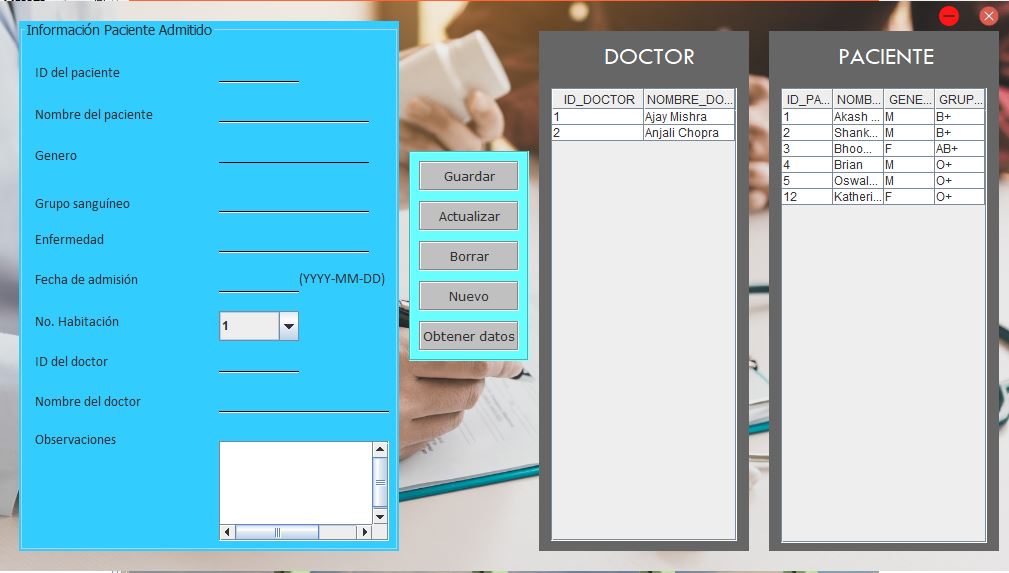 Información Paciente Admitido
ID del paciente
Nombre del paciente
Genero
Grupo sanguíneo
Enfermedad
Fecha de admisión (YYYY-MM-DD)
No. Habitación 1
ID del doctor
Nombre del doctor
Observaciones
Guardar
Actualizar
Borrar
Nuevo
Obtener datos
DOCTOR
ID_DOCTOR NOMBRE_DO...
1 Ajay Mishra
2 Anjali Chopra
PACIENTE
ID_PA... NOMB... GENE... GRUP...
1 Akash ... M B+
2 Shank... M B+
3 Bhoo... F AB+
4 Brian M O+
5 Oswal... M O+
12 Katheri... F O+